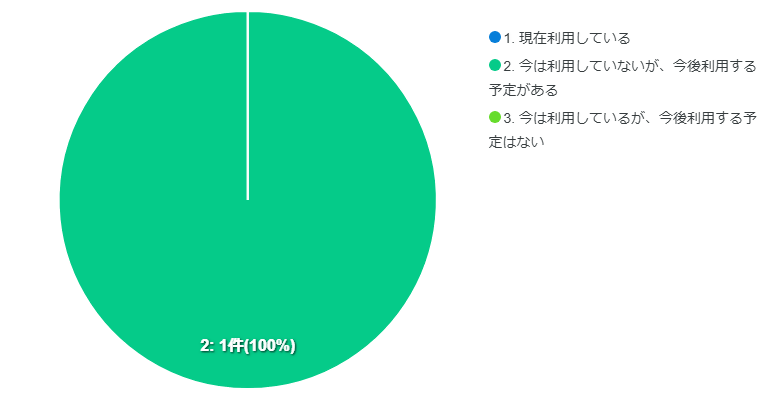 1. 現在利用している
2. 今は利用していないが、今後利用する
予定がある
3. 今は利用しているが、今後利用する予
定はない
2: 1件(100%)